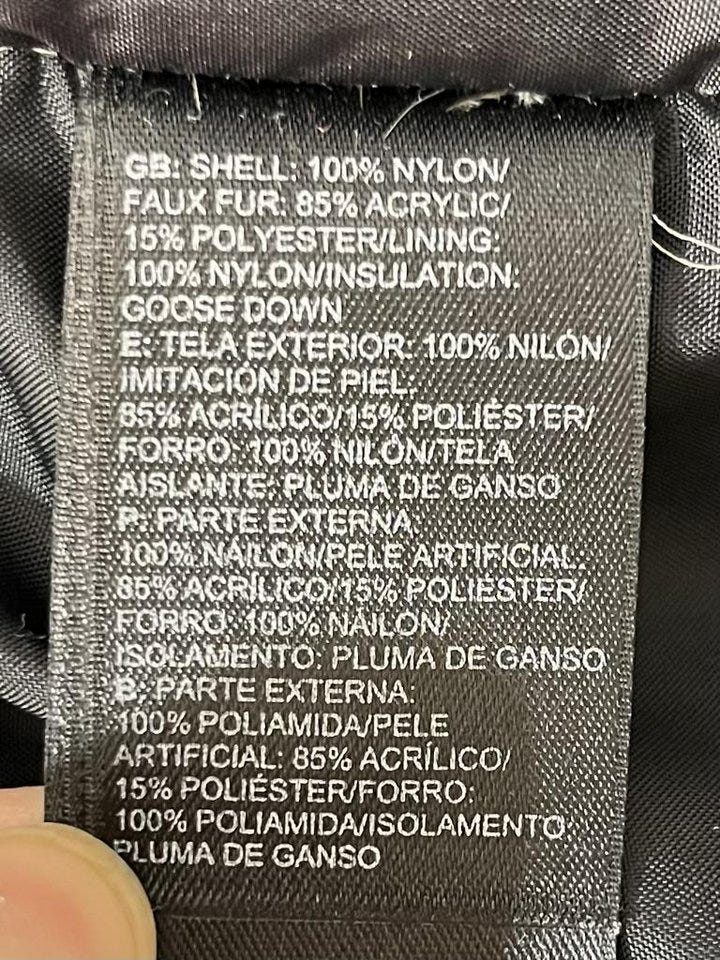 GB: SHELL: 100% NYLON/
FAUX FUR: 85% ACRYLIC/
15% POLYESTER/LINING:
100% NYLON/INSULATION:
GOOSE DOWN
E: TELA EXTERIOR: 100% NILÓN/
IMITACIÓN DE PIEL:
85% ACRÍLICO/15% POLIÉSTER/
FORRO: 100% NILÓN/TELA
AISLANTE: PLUMA DE GANSO
P: PARTE EXTERNA:
100% NÁILON/PELE ARTIFICIAL:
85% ACRÍLICO/15% POLIÉSTER/
FORRO: 100% NÁILON/
ISOLAMENTO: PLUMA DE GANSO
B: PARTE EXTERNA:
100% POLIAMIDA/PELE
ARTIFICIAL: 85% ACRÍLICO/
15% POLIÉSTER/FORRO:
100% POLIAMIDA/ISOLAMENTO:
PLUMA DE GANSO